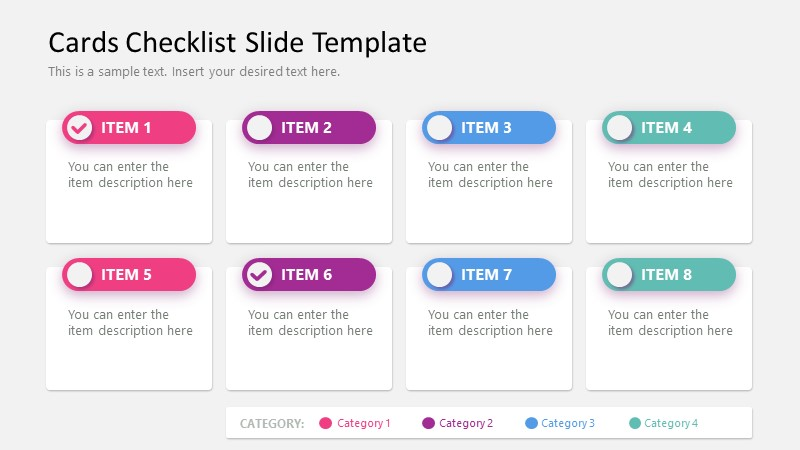 Cards Checklist Slide Template
This is a sample text. Insert your desired text here.
ITEM 1
You can enter the
item description here
ITEM 2
You can enter the
item description here
ITEM 3
You can enter the
item description here
ITEM 4
You can enter the
item description here
ITEM 5
You can enter the
item description here
ITEM 6
You can enter the
item description here
ITEM 7
You can enter the
item description here
ITEM 8
You can enter the
item description here
CATEGORY: Category 1 Category 2 Category 3 Category 4